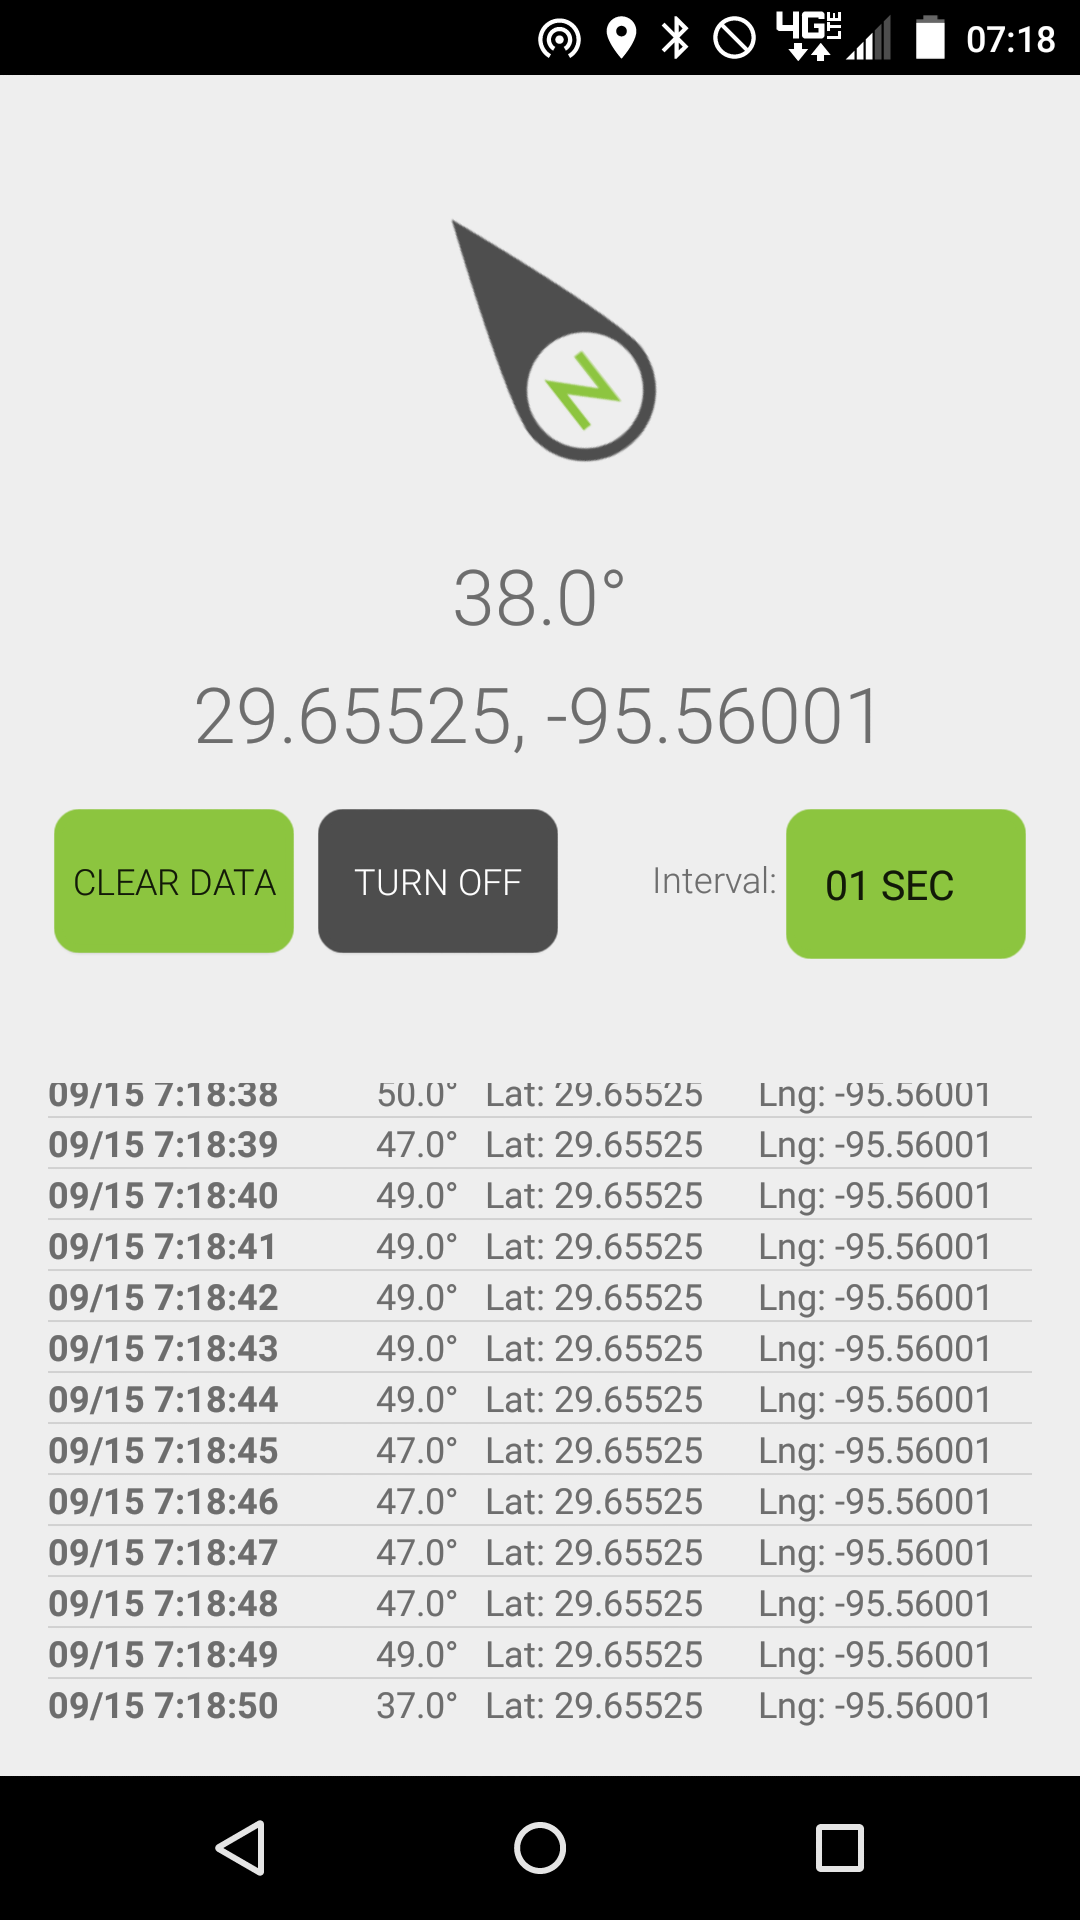 4G LTE 07:18
N
38.0°
29.65525, -95.56001
CLEAR DATA TURN OFF Interval: 01 SEC
09/15 7:18:38 50.0° Lat: 29.65525 Lng: -95.56001
09/15 7:18:39 47.0° Lat: 29.65525 Lng: -95.56001
09/15 7:18:40 49.0° Lat: 29.65525 Lng: -95.56001
09/15 7:18:41 49.0° Lat: 29.65525 Lng: -95.56001
09/15 7:18:42 49.0° Lat: 29.65525 Lng: -95.56001
09/15 7:18:43 49.0° Lat: 29.65525 Lng: -95.56001
09/15 7:18:44 49.0° Lat: 29.65525 Lng: -95.56001
09/15 7:18:45 47.0° Lat: 29.65525 Lng: -95.56001
09/15 7:18:46 47.0° Lat: 29.65525 Lng: -95.56001
09/15 7:18:47 47.0° Lat: 29.65525 Lng: -95.56001
09/15 7:18:48 47.0° Lat: 29.65525 Lng: -95.56001
09/15 7:18:49 49.0° Lat: 29.65525 Lng: -95.56001
09/15 7:18:50 37.0° Lat: 29.65525 Lng: -95.56001